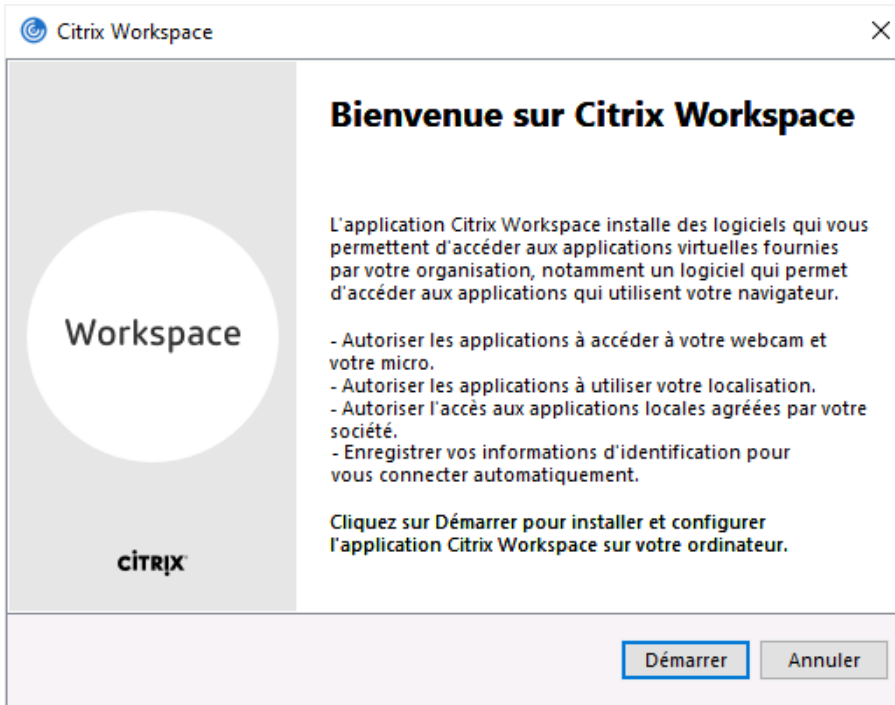 Citrix Workspace
Bienvenue sur Citrix Workspace
L'application Citrix Workspace installe des logiciels qui vous
permettent d'accéder aux applications virtuelles fournies
par votre organisation, notamment un logiciel qui permet
d'accéder aux applications qui utilisent votre navigateur.
- Autoriser les applications à accéder à votre webcam et
votre micro.
- Autoriser les applications à utiliser votre localisation.
- Autoriser l'accès aux applications locales agréées par votre
société.
- Enregistrer vos informations d'identification pour
vous connecter automatiquement.
Cliquez sur Démarrer pour installer et configurer
l'application Citrix Workspace sur votre ordinateur.
Workspace
CİTRIX
Démarrer
Annuler